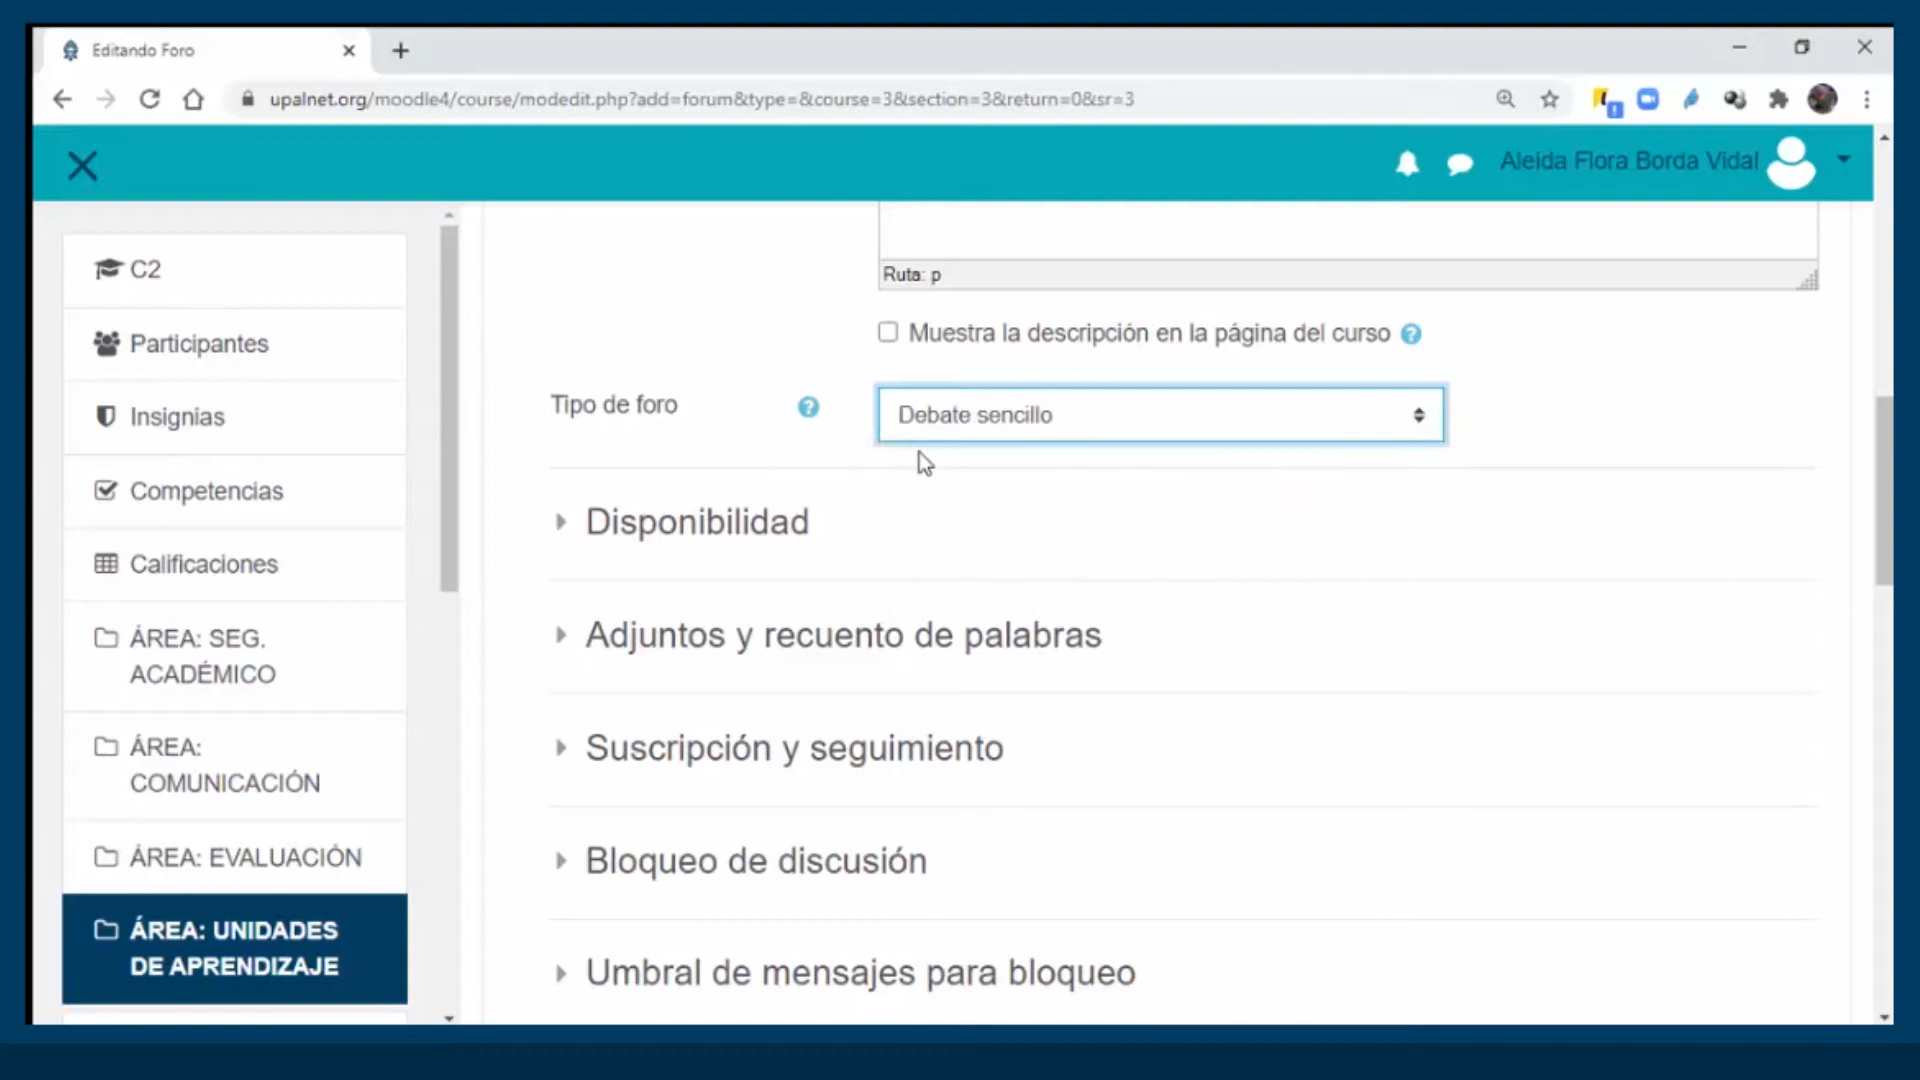 Editando Foro
upalnet.org/moodle4/course/modedit.php?add=forum&type=&course=3&section=3&return=0&sr=3
Aleida Flora Borda Vidal
C2
Participantes
Insignias
Competencias
Calificaciones
ÁREA: SEG.
ACADÉMICO
ÁREA:
COMUNICACIÓN
ÁREA: EVALUACIÓN
ÁREA: UNIDADES
DE APRENDIZAJE
Ruta: p
Muestra la descripción en la página del curso
Tipo de foro
Debate sencillo
Disponibilidad
Adjuntos y recuento de palabras
Suscripción y seguimiento
Bloqueo de discusión
Umbral de mensajes para bloqueo